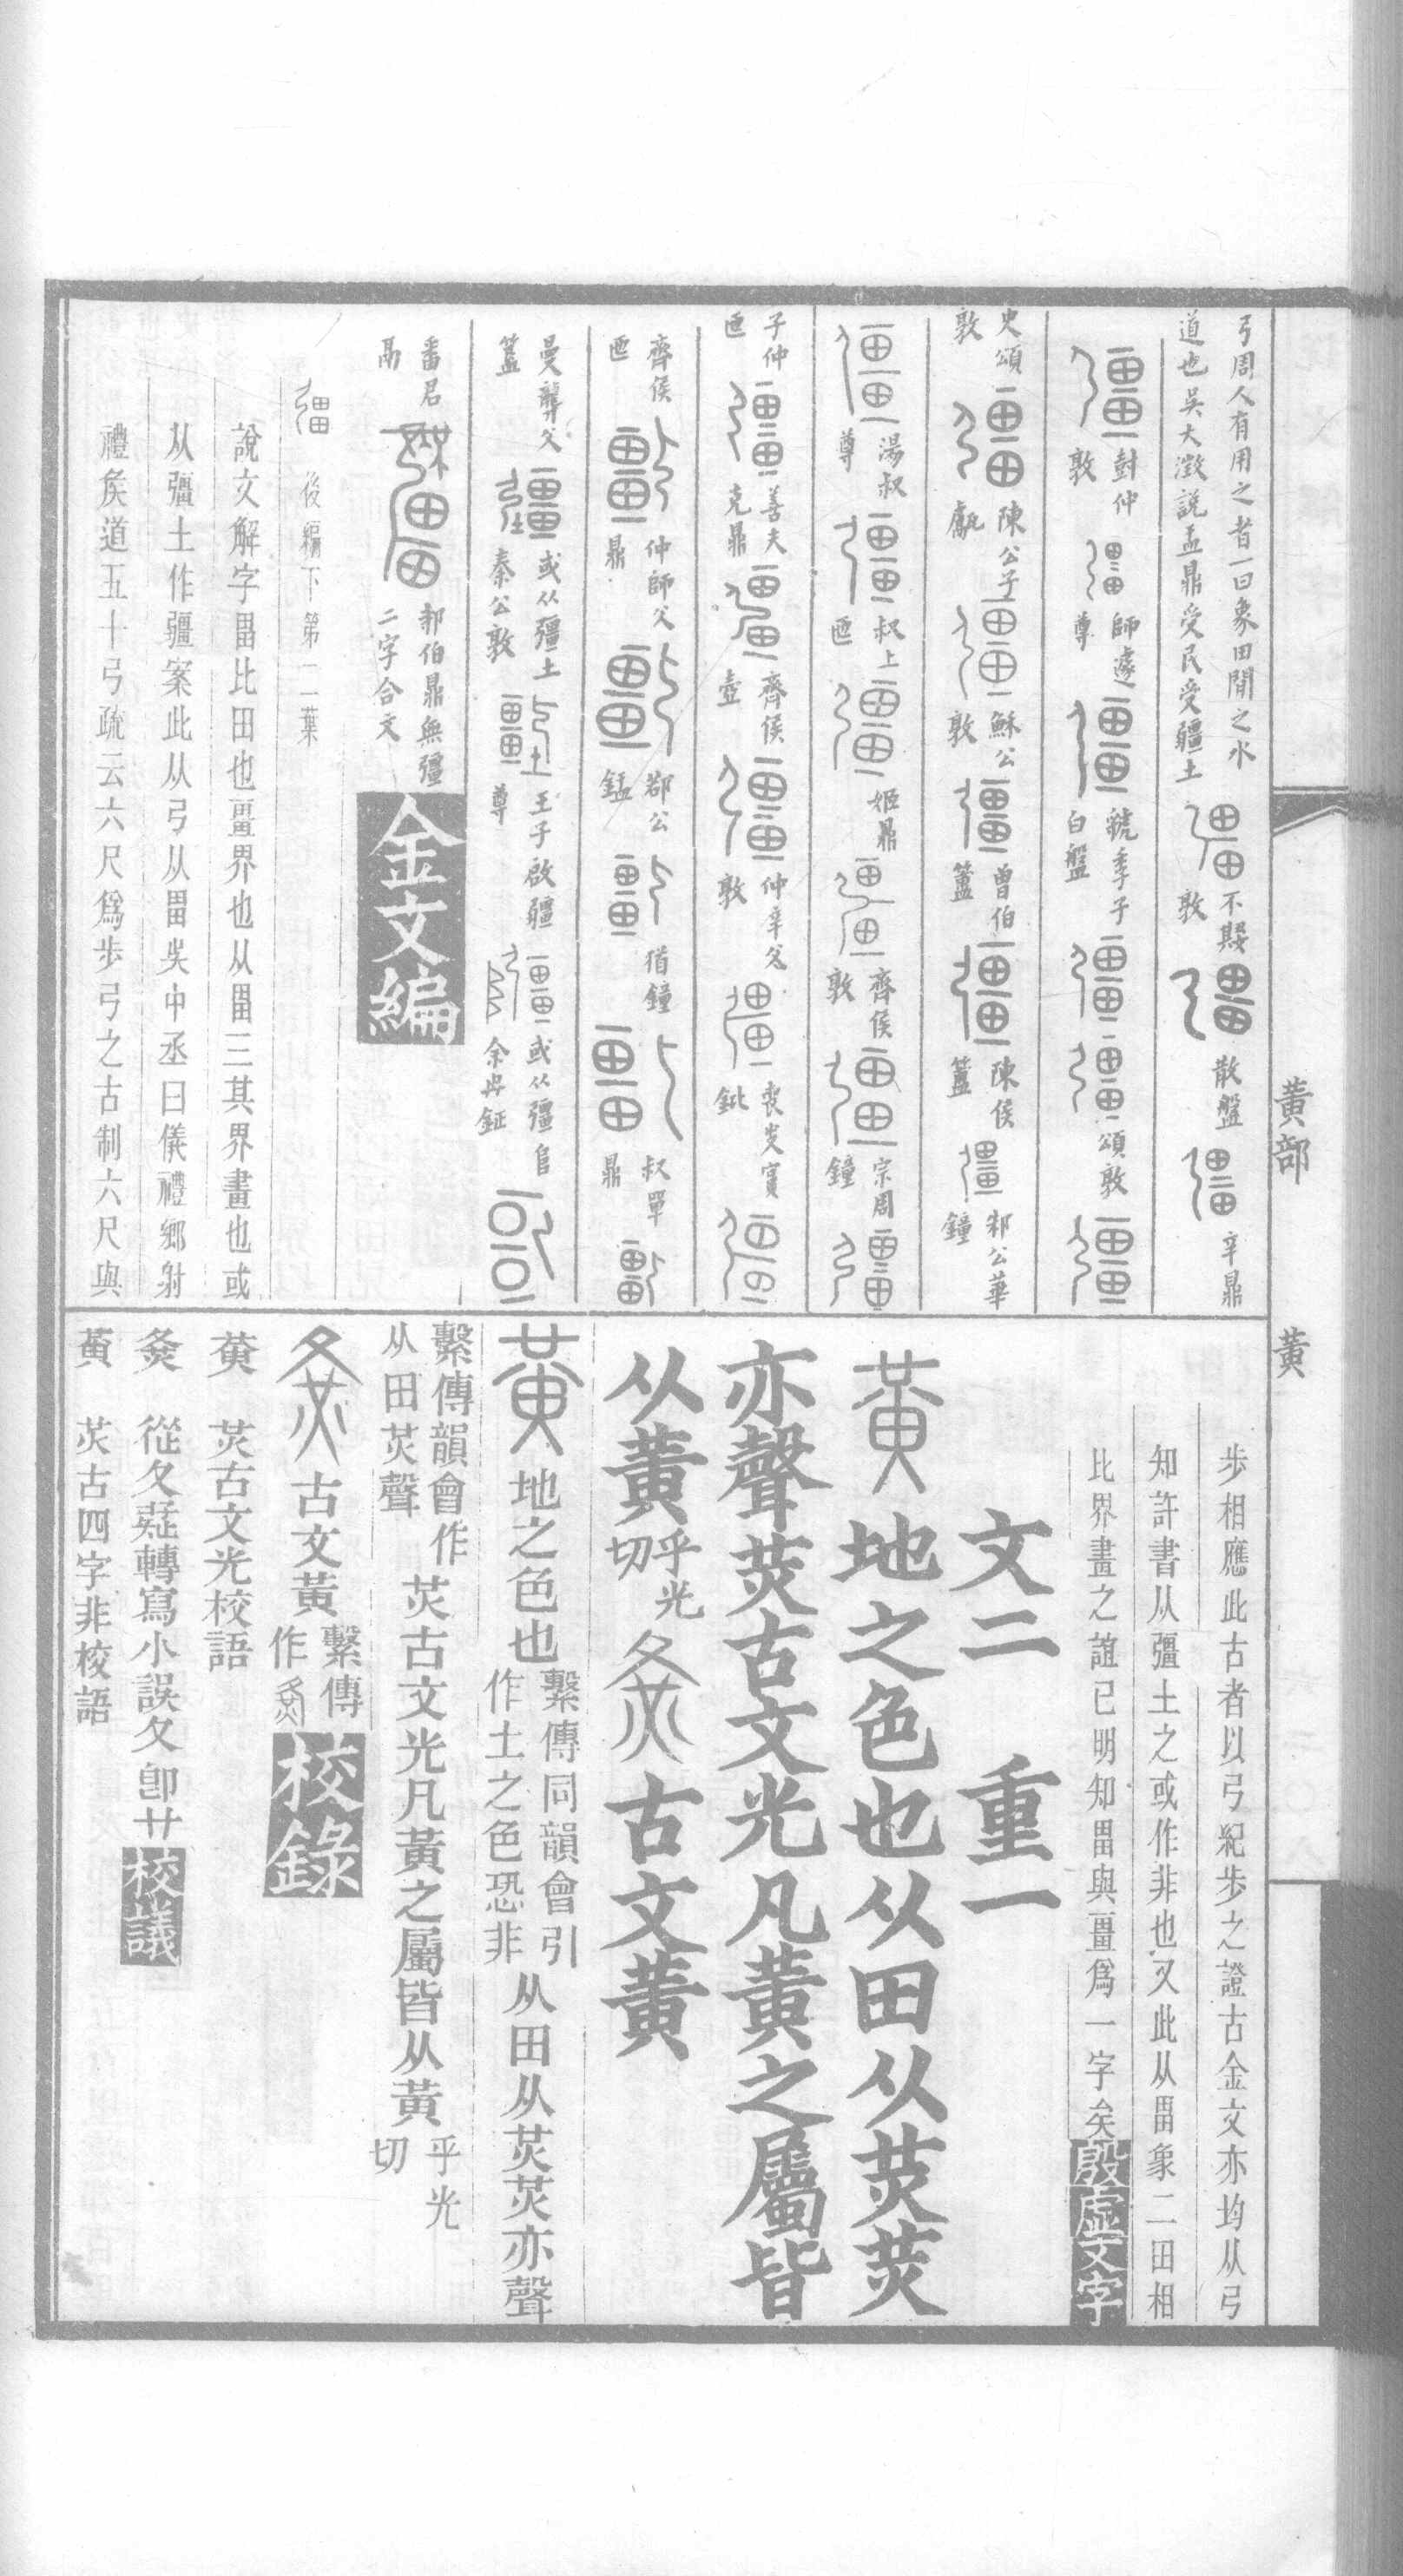 弓周人有用之者一曰象田閒之水
道也吳大澂說盂鼎受民受疆土 不𡢁敦 散盤 辛鼎
封仲敦 師遽尊 虢季子白盤 頌敦
史頌敦 陳公子甗 穌公敦 曾伯簠 陳侯簠 邾公華鐘
湯叔尊 叔上匜 姬鼎 齊侯敦 宗周鐘
子仲匜 善夫克鼎 齊侯壺 仲辛父敦 喪𡵂賓鉳
齊侯匜 仲師父鼎 鄀公鋞 猶鐘 叔單鼎
曼龔父簠 或从彊土秦公敦 王子啟疆尊 或从彊𨸏余冉鉦
番君鬲 邾伯鼎無彊二字合文 金文編
後編下第二葉
說文解字畕比田也畺界也从畕三其界畫也或
从彊土作疆案此从弓从畕吳中丞曰儀禮鄉射
禮矦道五十弓疏云六尺爲步弓之古制六尺與
步相應此古者以弓紀步之證古金文亦均从弓
知許書从彊土之或作非也又此从畕象二田相
比界畫之誼已明知畕與畺爲一字矣 殷虛文字
文二 重一
黃 地之色也从田从炗炗
亦聲炗古文光凡黃之屬皆
从黃 乎光切 古文黃
黃 地之色也 繫傳同韻會引作土之色恐非 从田从炗炗亦聲
繫傳韻會作从田炗聲 炗古文光凡黃之屬皆从黃 乎光切
古文黃 繫傳作 校錄
黃 炗古文光校語
從夂疑轉寫小誤夂卽廿 校議
黃 炗古四字非校語
黃部 黃